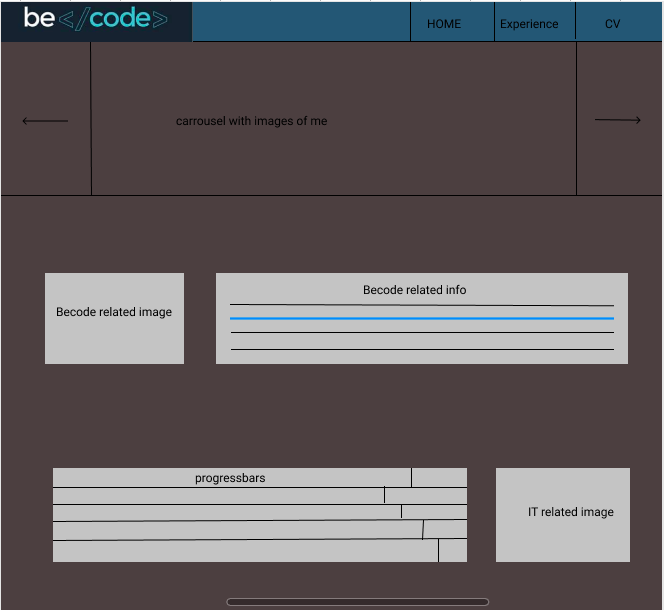 be</code>
HOME
Experience
CV
carrousel with images of me
Becode related image
Becode related info
progressbars
IT related image